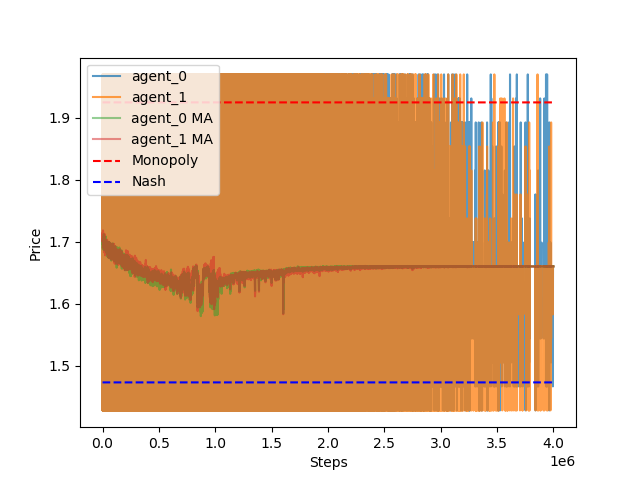 agent_0
agent_1
agent_0 MA
agent_1 MA
Monopoly
Nash
Price
1.9
1.8
1.7
1.6
1.5
0.0 0.5 1.0 1.5 2.0 2.5 3.0 3.5 4.0
Steps 1e6